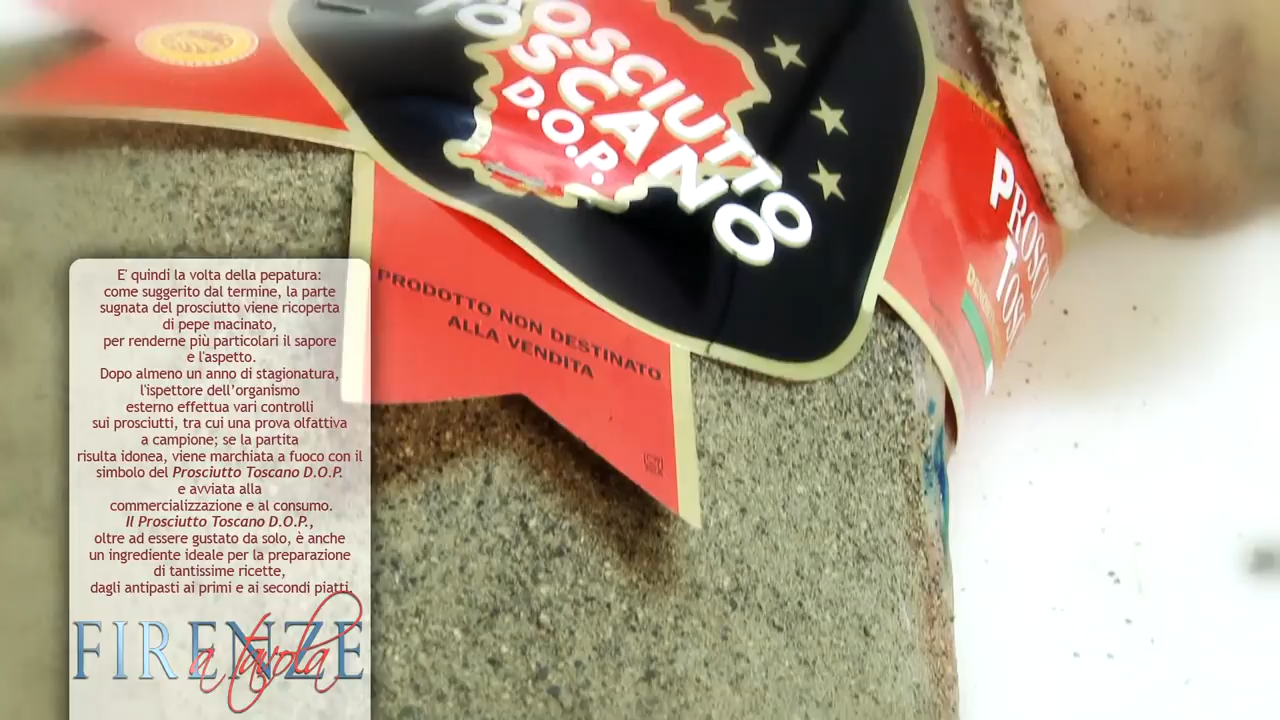 PROSCIUTTO
TOSCANO
D.O.P.
PRODOTTO NON DESTINATO
ALLA VENDITA
E' quindi la volta della pepatura:
come suggerito dal termine, la parte
sugnata del prosciutto viene ricoperta
di pepe macinato,
per renderne più particolari il sapore
e l'aspetto.
Dopo almeno un anno di stagionatura,
l'ispettore dell’organismo
esterno effettua vari controlli
sui prosciutti, tra cui una prova olfattiva
a campione; se la partita
risulta idonea, viene marchiata a fuoco con il
simbolo del Prosciutto Toscano D.O.P.
e avviata alla
commercializzazione e al consumo.
Il Prosciutto Toscano D.O.P.,
oltre ad essere gustato da solo, è anche
un ingrediente ideale per la preparazione
di tantissime ricette,
dagli antipasti ai primi e ai secondi piatti.
FIRENZE
a tavola